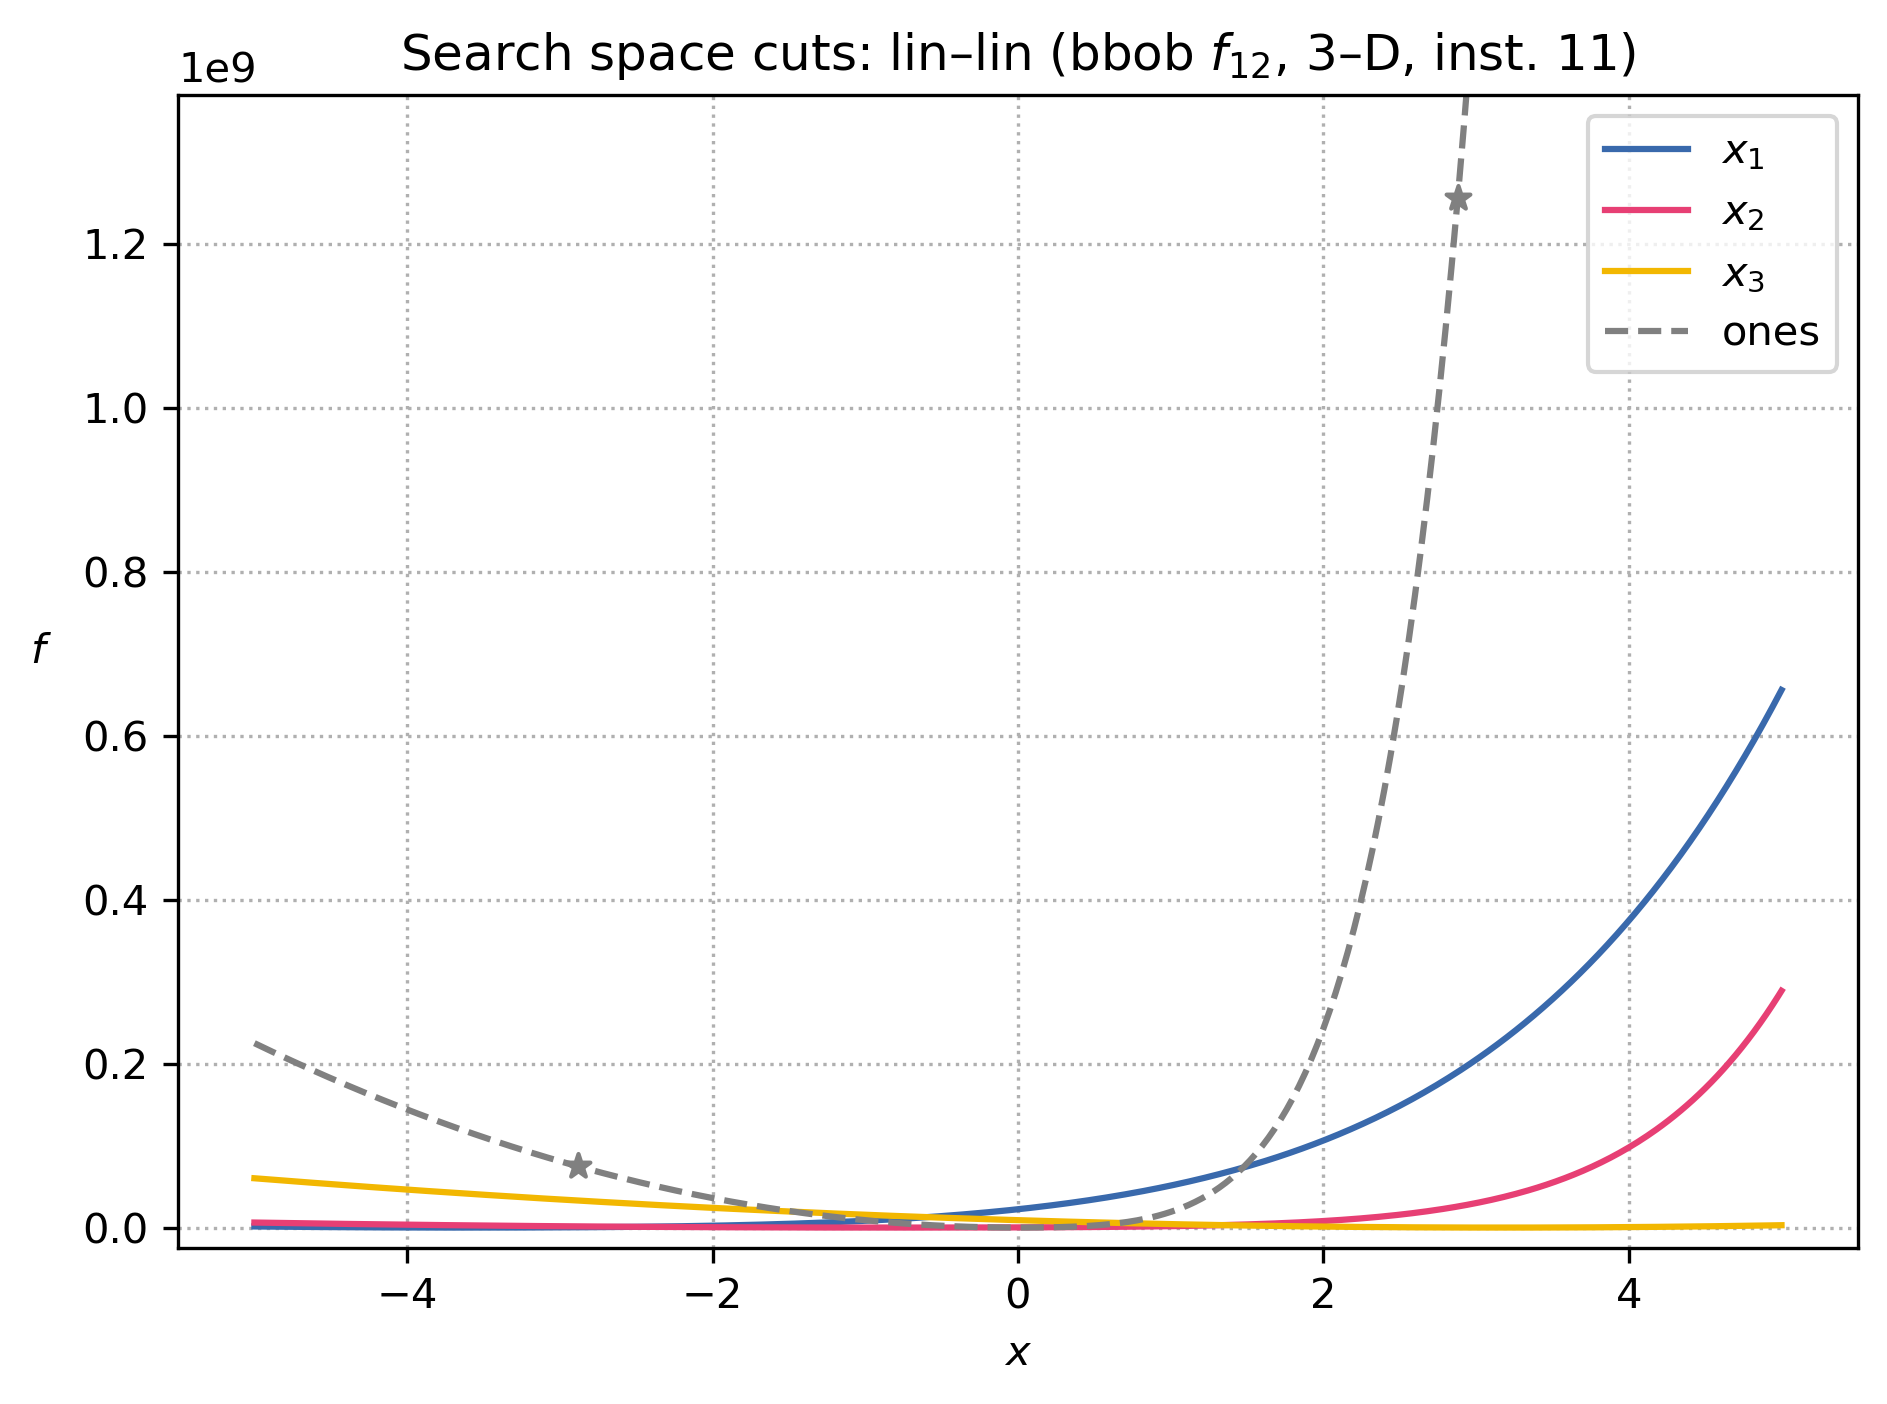 Search space cuts: lin–lin (bbob f₁₂, 3–D, inst. 11)
1e9
x₁
x₂
x₃
ones
1.2
1.0
0.8
0.6
0.4
0.2
0.0
f
−4 −2 0 2 4
x